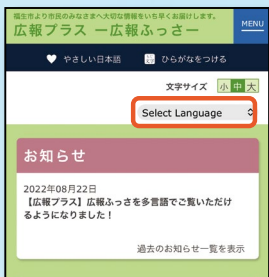 福生市より市民のみなさまへ大切な情報をいち早くお届けします。
広報プラス ー広報ふっさー
MENU
やさしい日本語 ひらがなをつける
文字サイズ 小 中 大
Select Language
お知らせ
2022年08月22日
【広報プラス】広報ふっさを多言語でご覧いただけ
るようになりました！
過去のお知らせ一覧を表示